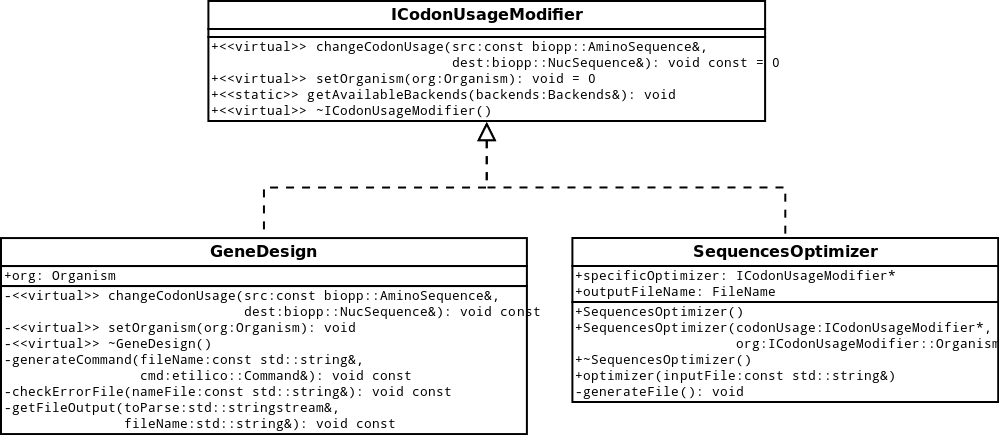 ICodonUsageModifier
+<<virtual>> changeCodonUsage(src:const biopp::AminoSequence&,
dest:biopp::NucSequence&): void const = 0
+<<virtual>> setOrganism(org:Organism): void = 0
+<<static>> getAvailableBackends(backends:Backends&): void
+<<virtual>> ~ICodonUsageModifier()
GeneDesign
+org: Organism
-<<virtual>> changeCodonUsage(src:const biopp::AminoSequence&,
dest:biopp::NucSequence&): void const
-<<virtual>> setOrganism(org:Organism): void
-<<virtual>> ~GeneDesign()
-generateCommand(fileName:const std::string&,
cmd:etilico::Command&): void const
-checkErrorFile(nameFile:const std::string&): void const
-getFileOutput(toParse:std::stringstream&,
fileName:std::string&): void const
SequencesOptimizer
+specificOptimizer: ICodonUsageModifier*
+outputFileName: FileName
+SequencesOptimizer()
+SequencesOptimizer(codonUsage:ICodonUsageModifier*,
org:ICodonUsageModifier::Organism
+~SequencesOptimizer()
+optimizer(inputFile:const std::string&)
-generateFile(): void